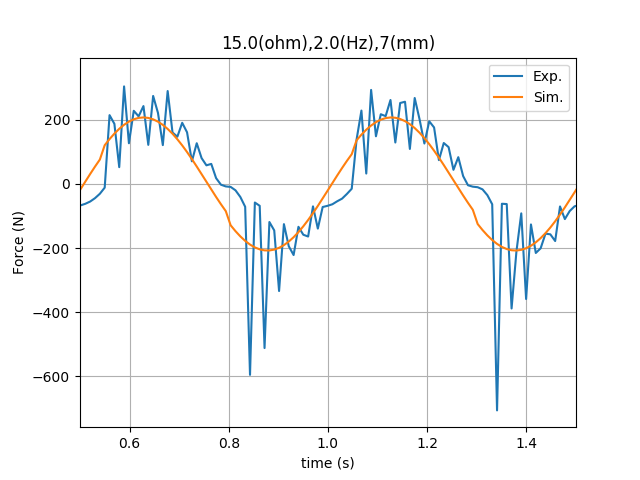 15.0(ohm),2.0(Hz),7(mm)
Exp.
Sim.
200
0
−200
−400
−600
Force (N)
0.6 0.8 1.0 1.2 1.4
time (s)